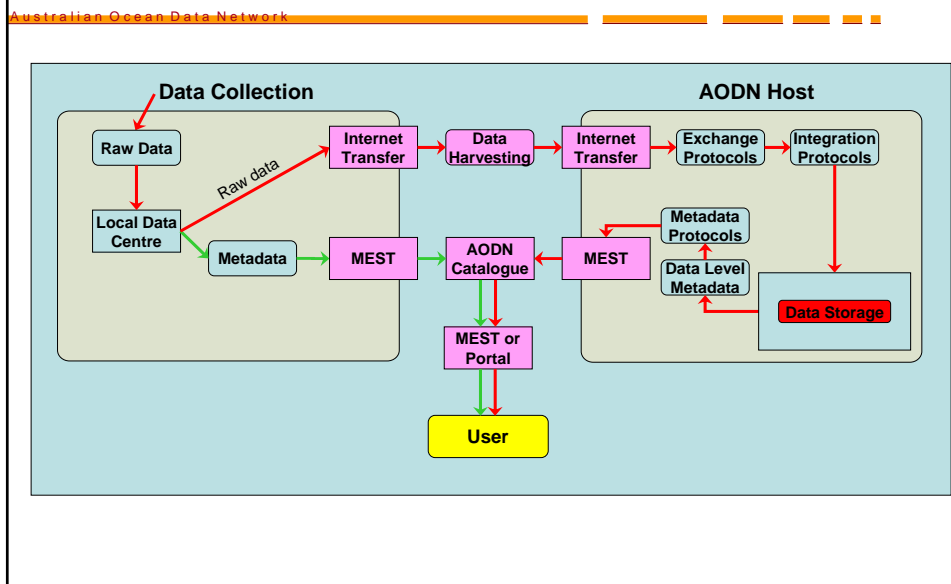 Australian Ocean Data Network
Data Collection
AODN Host
Raw Data
Internet
Transfer
Data
Harvesting
Internet
Transfer
Exchange
Protocols
Integration
Protocols
Raw data
Local Data
Centre
Metadata
MEST
AODN
Catalogue
MEST
Metadata
Protocols
Data Level
Metadata
Data Storage
MEST or
Portal
User